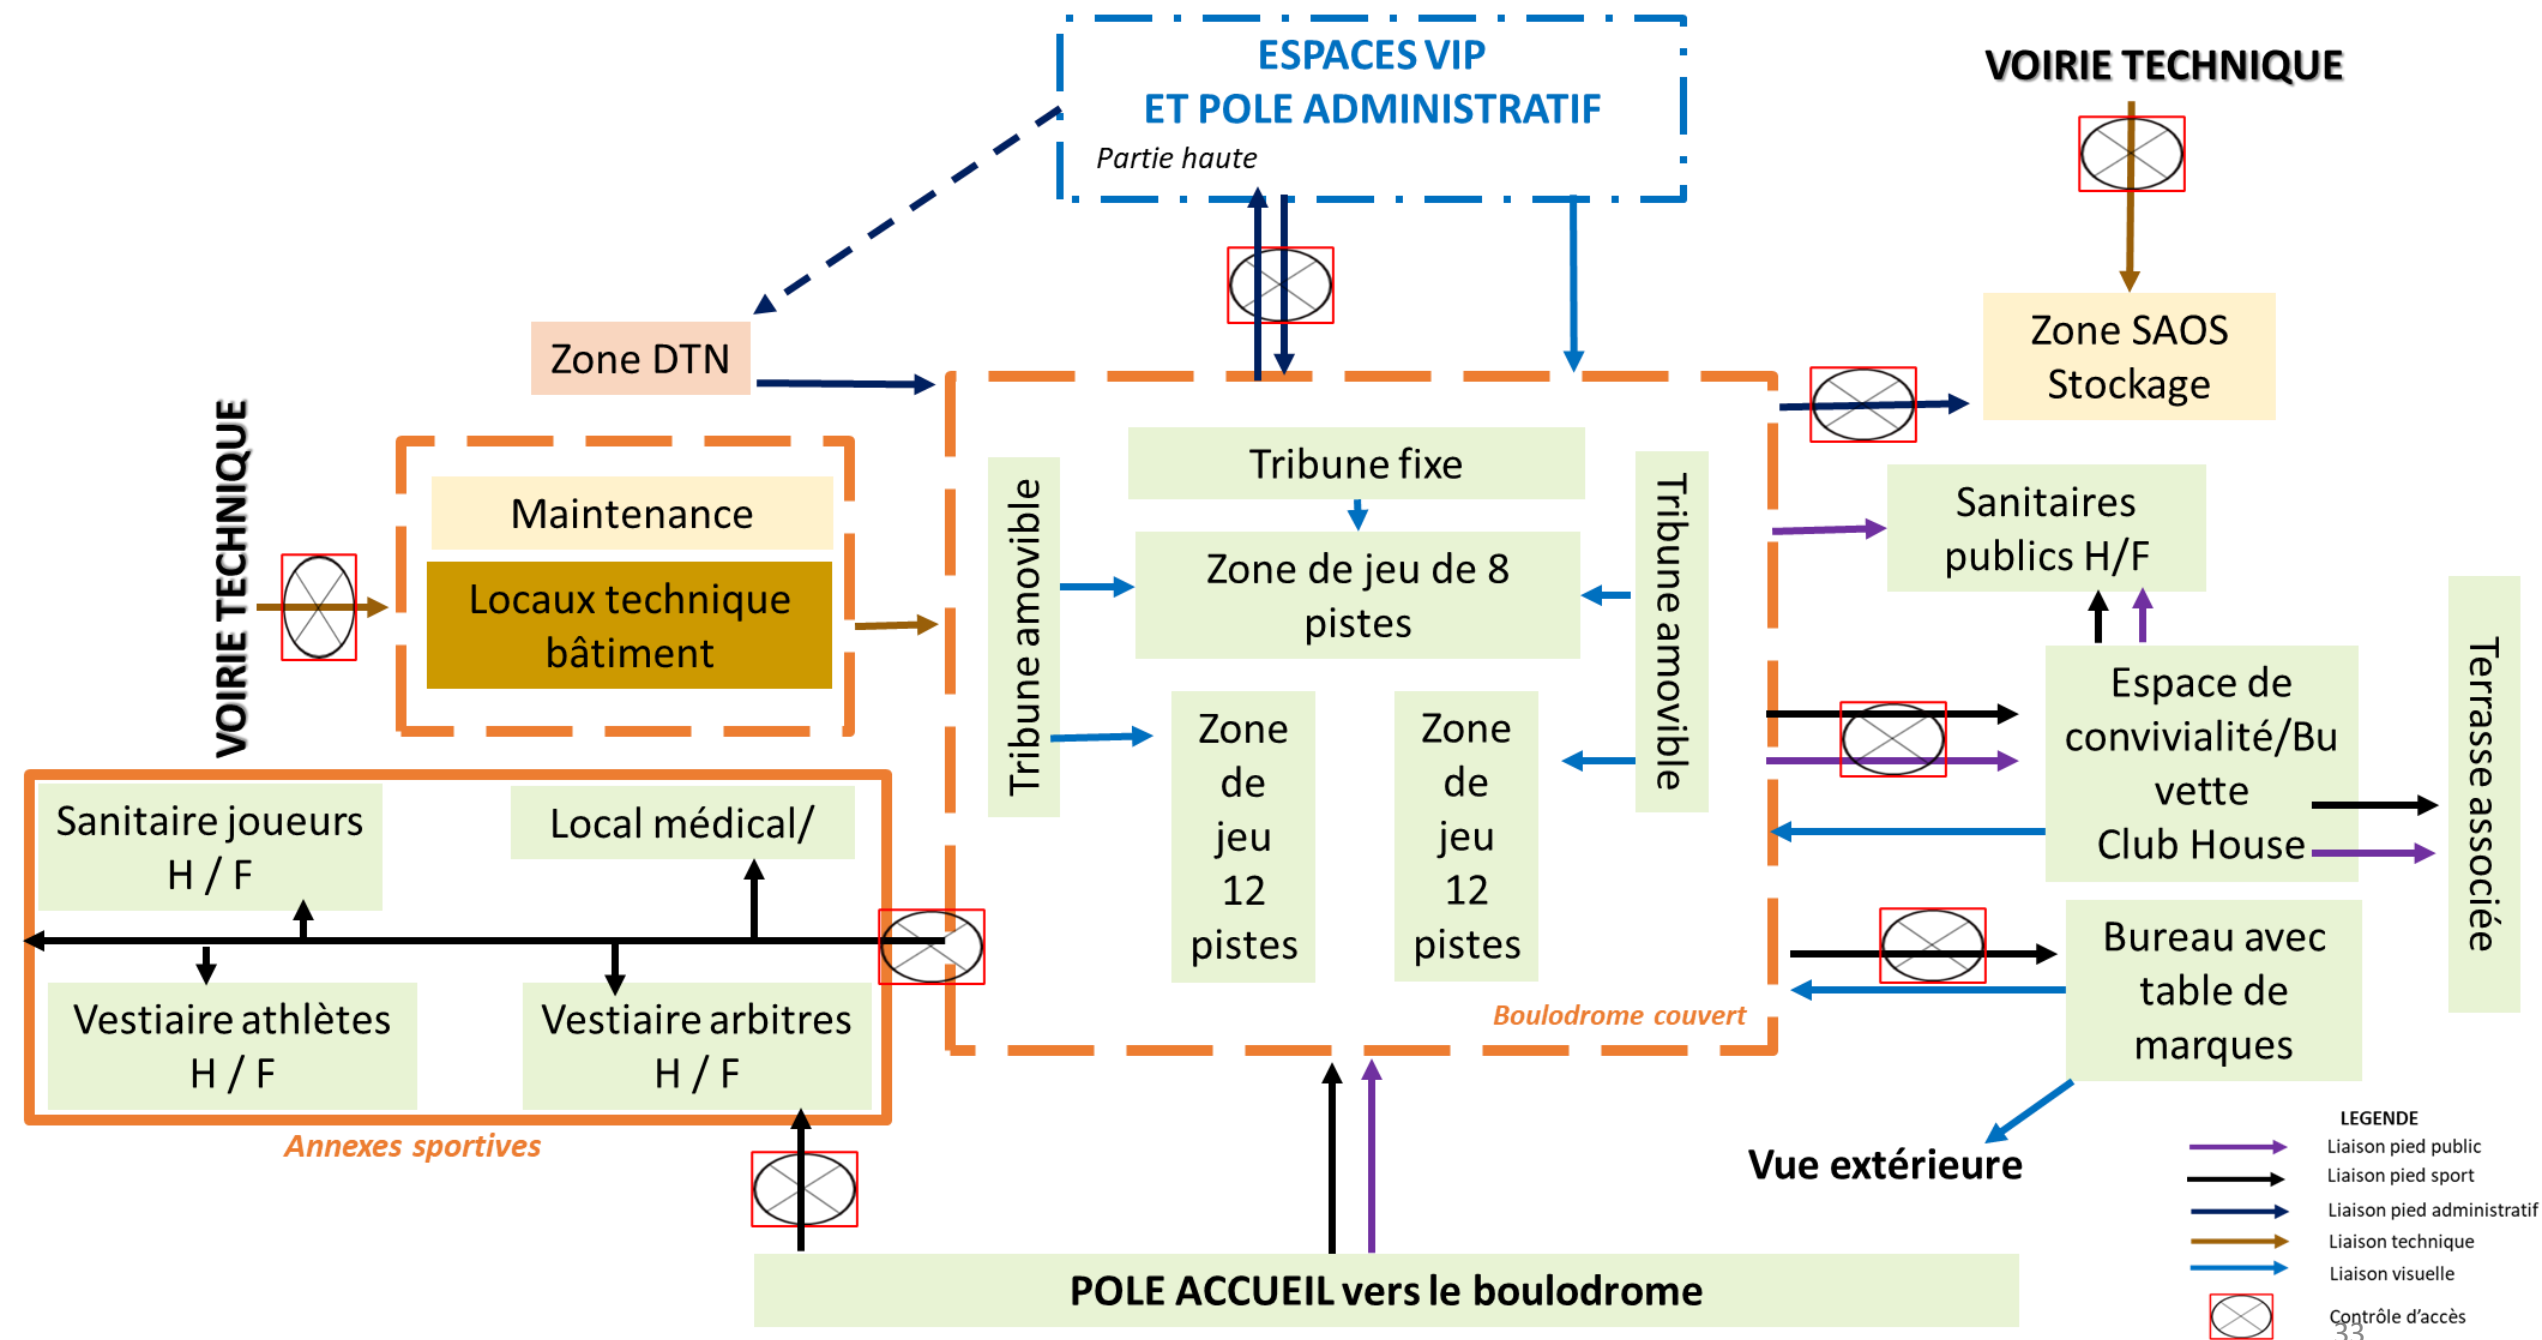 ESPACES VIP
ET POLE ADMINISTRATIF
Partie haute
VOIRIE TECHNIQUE
Zone DTN
Zone SAOS
Stockage
VOIRIE TECHNIQUE
Maintenance
Locaux technique
bâtiment
Tribune amovible
Tribune fixe
Zone de jeu de 8
pistes
Tribune amovible
Zone
de
jeu
12
pistes
Zone
de
jeu
12
pistes
Boulodrome couvert
Sanitaires
publics H/F
Espace de
convivialité/Bu
vette
Club House
Terrasse associée
Bureau avec
table de
marques
Sanitaire joueurs
H / F
Local médical/
Vestiaire athlètes
H / F
Vestiaire arbitres
H / F
Annexes sportives
Vue extérieure
POLE ACCUEIL vers le boulodrome
LEGENDE
Liaison pied public
Liaison pied sport
Liaison pied administratif
Liaison technique
Liaison visuelle
Contrôle d'accès
33